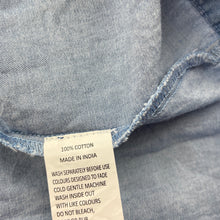 100% COTTON
MADE IN INDIA
WASH SEPARATELY BEFORE USE
COLOURS DESIGNED TO FADE
COLD GENTLE MACHINE
WASH INSIDE OUT
WITH LIKE COLOURS
DO NOT BLEACH,